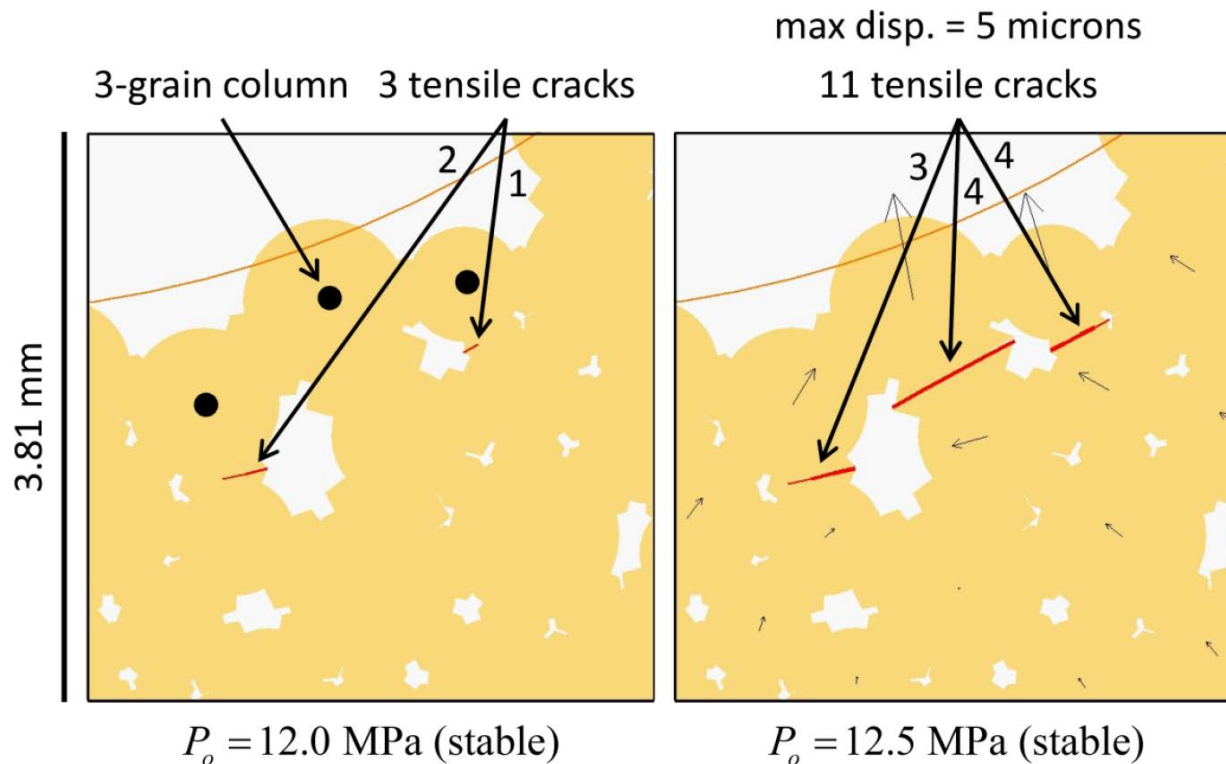 max disp. = 5 microns
3-grain column 3 tensile cracks
11 tensile cracks
2
1
3
4
4
3.81 mm
P_o = 12.0 MPa (stable)
P_o = 12.5 MPa (stable)